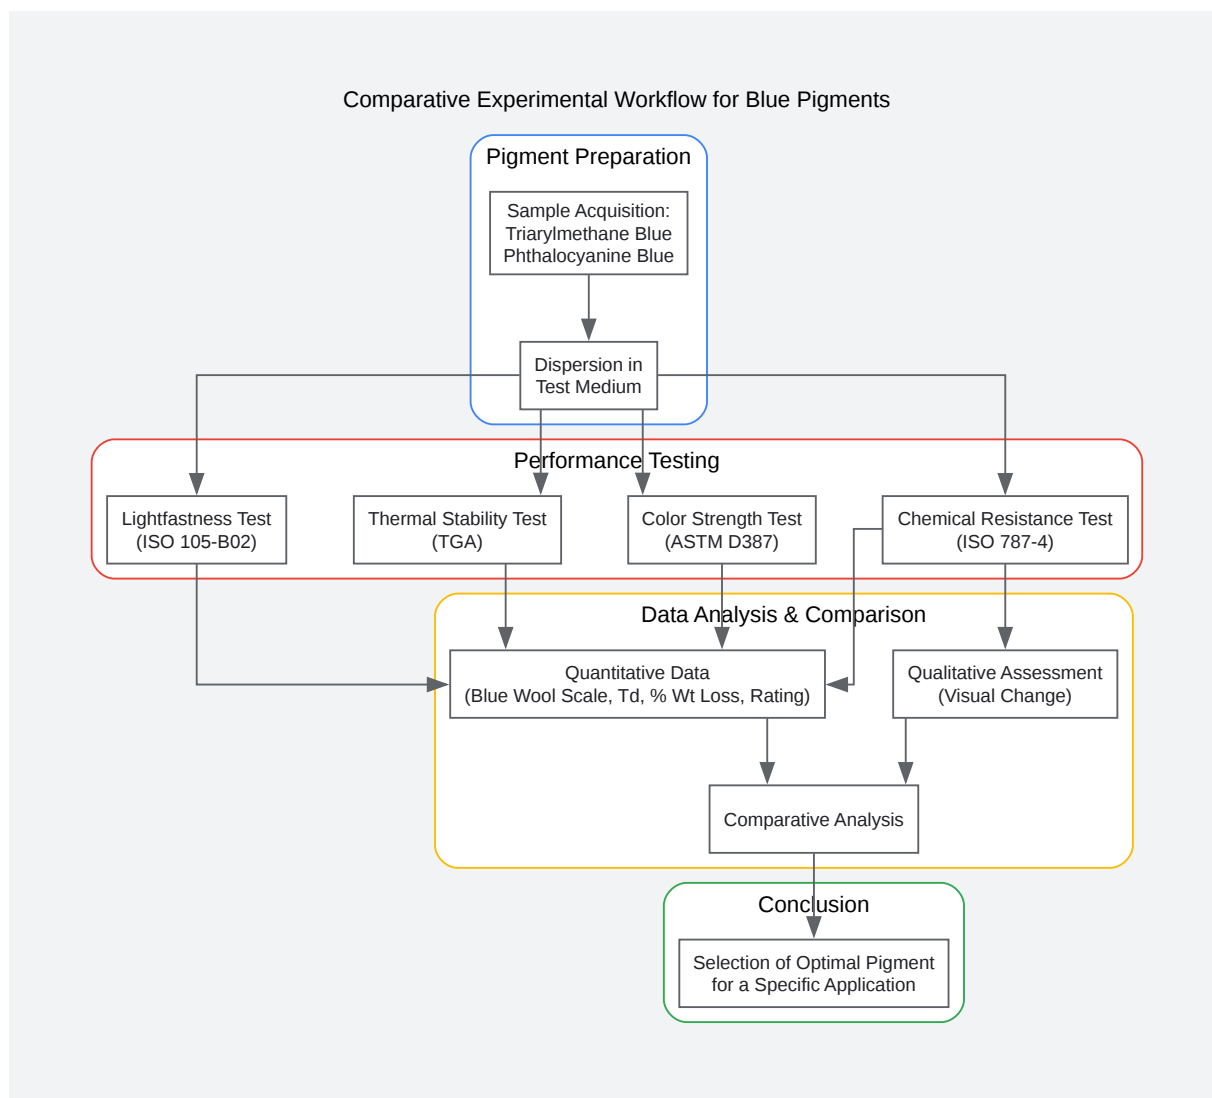 Comparative Experimental Workflow for Blue Pigments
Pigment Preparation
Sample Acquisition:
Triarylmethane Blue
Phthalocyanine Blue
Dispersion in
Test Medium
Performance Testing
Lightfastness Test
(ISO 105-B02)
Thermal Stability Test
(TGA)
Color Strength Test
(ASTM D387)
Chemical Resistance Test
(ISO 787-4)
Data Analysis & Comparison
Quantitative Data
(Blue Wool Scale, Td, % Wt Loss, Rating)
Qualitative Assessment
(Visual Change)
Comparative Analysis
Conclusion
Selection of Optimal Pigment
for a Specific Application